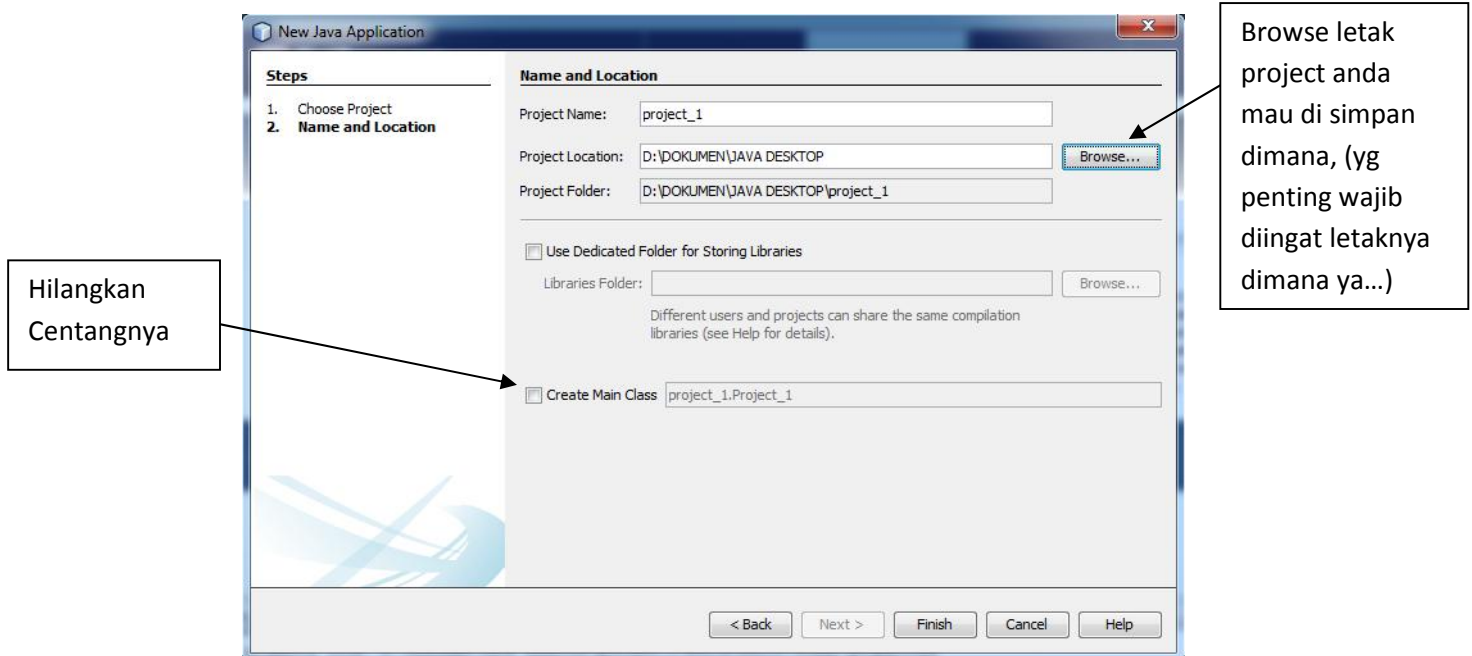 New Java Application
Steps
1. Choose Project
2. Name and Location
Name and Location
Project Name: project_1
Project Location: D:\DOKUMEN\JAVA DESKTOP Browse...
Project Folder: D:\DOKUMEN\JAVA DESKTOP\project_1
Use Dedicated Folder for Storing Libraries
Libraries Folder: Browse...
Different users and projects can share the same compilation
libraries (see Help for details).
Create Main Class project_1.Project_1
< Back Next > Finish Cancel Help
Browse letak
project anda
mau di simpan
dimana, (yg
penting wajib
diingat letaknya
dimana ya...)
Hilangkan
Centangnya